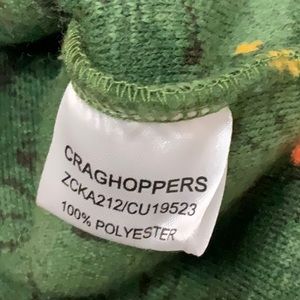 CRAGHOPPERS
ZCKA212/CU19523
100% POLYESTER